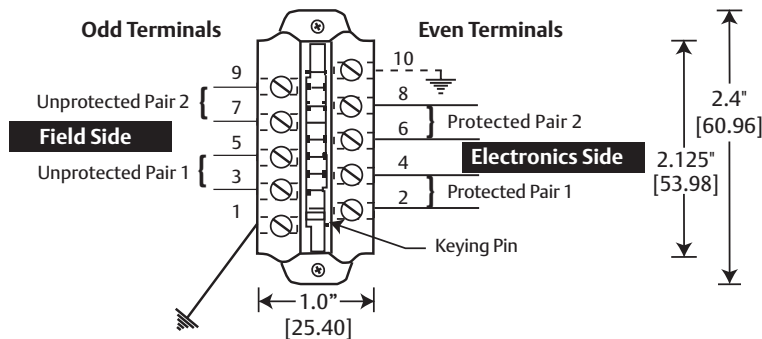 Odd Terminals
Even Terminals
9
10
Unprotected Pair 2
7
8
Protected Pair 2
6
Field Side
Electronics Side
5
Unprotected Pair 1
3
4
Protected Pair 1
2
1
Keying Pin
2.4"
[60.96]
2.125"
[53.98]
1.0”
[25.40]